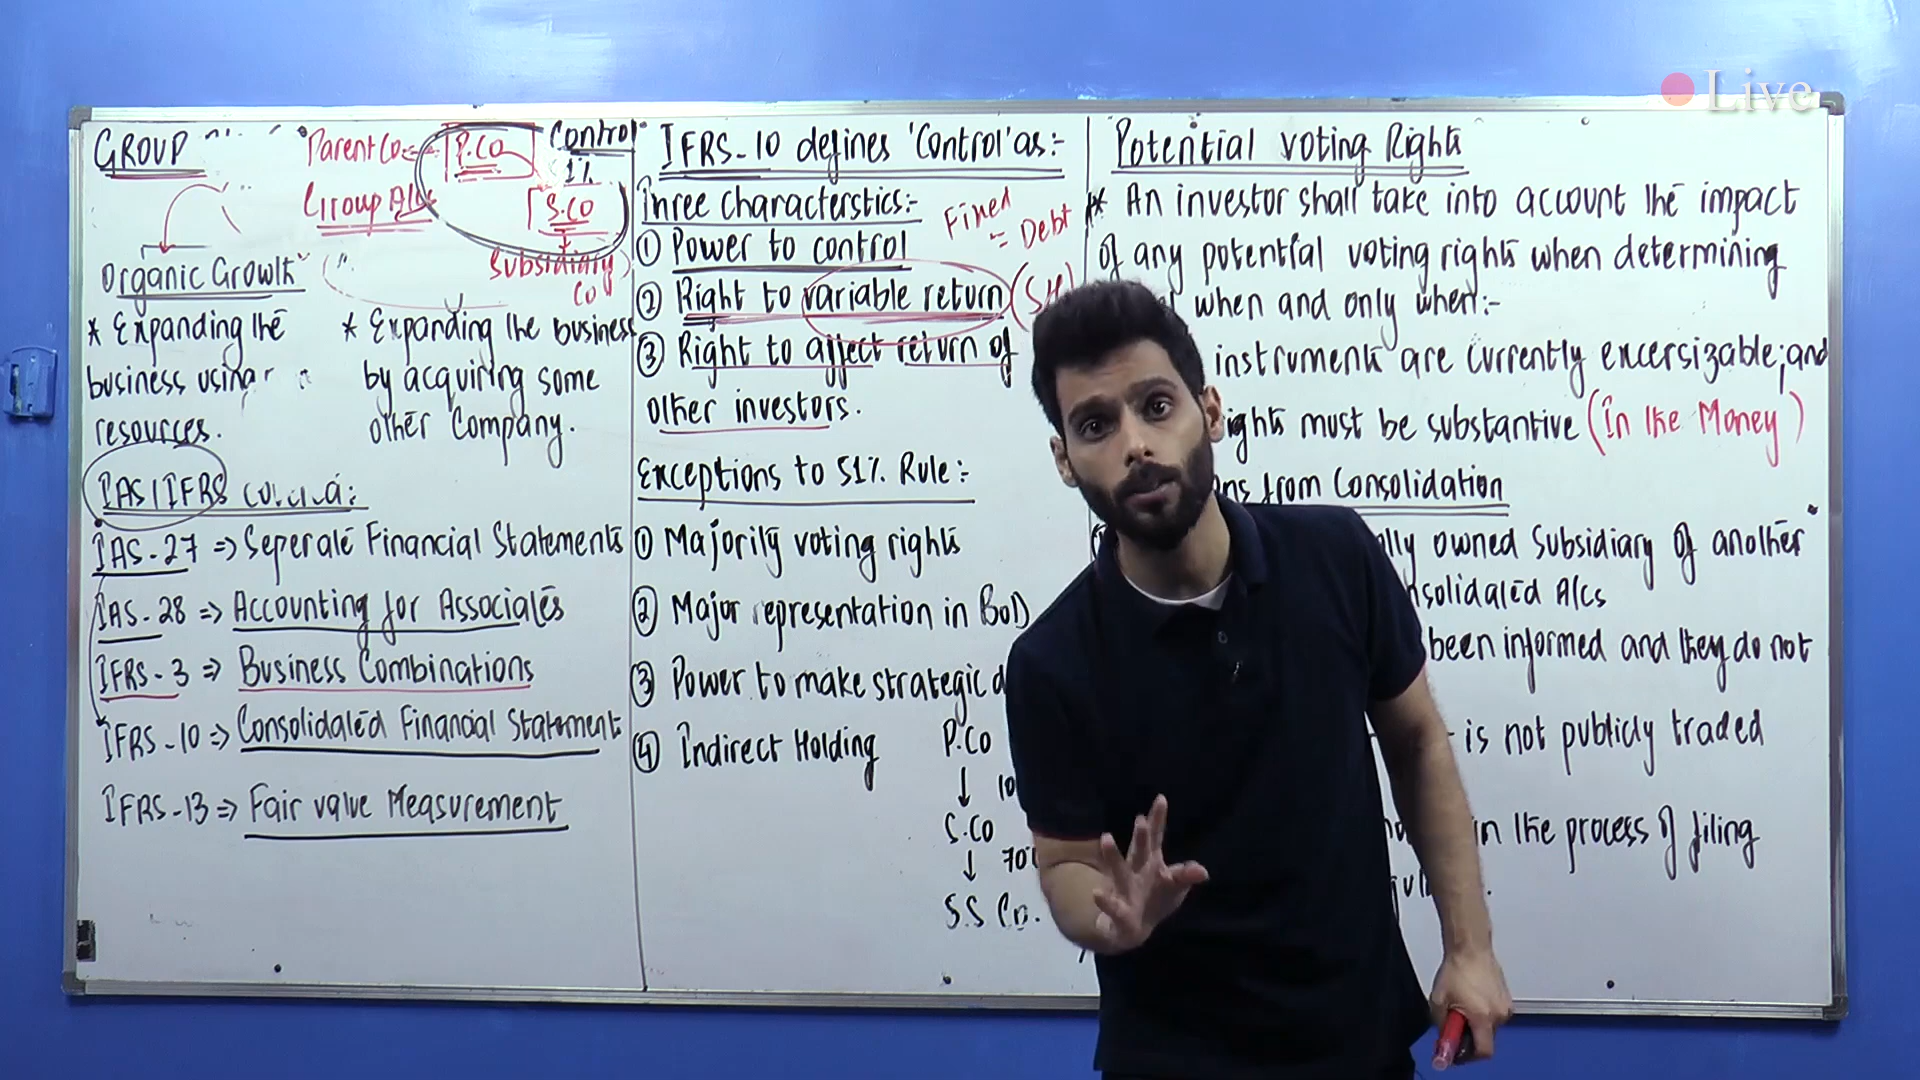 Live
GROUP
Parent Co
P.CO
Control
51%
Group A/cs
S.CO
Subsidiary
Co
Organic Growth
* Expanding the
business using
resources.
* Expanding the business
by acquiring some
other Company.
IAS/IFRS
IAS-27 => Seperate Financial Statements
IAS-28 => Accounting for Associates
IFRS-3 => Business Combinations
IFRS-10 => Consolidated Financial Statement
IFRS-13 => Fair value Measurement
IFRS-10 defines 'Control' as:-
Three Characterstics:-
① Power to control
② Right to variable return (SH)
③ Right to affect return of
other investors.
Fixed
= Debt
Exceptions to 51% Rule:-
① Majority voting rights
② Major representation in BoD
③ Power to make strategic
④ Indirect Holding
P.Co
↓ 10
S.Co
↓ 70
S.S Co.
Potential Voting Rights
* An investor shall take into account the impact
of any potential voting rights when determining
when and only when:-
instruments are currently excersizable; and
must be substantive (In the Money)
from Consolidation
owned Subsidiary of another
A/cs
been informed and they do not
is not publicly traded
in the process of filing